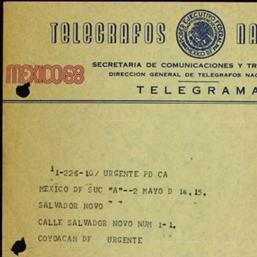 TELEGRAFOS NA
MEXICO68
SECRETARIA DE COMUNICACIONES Y TR
DIRECCION GENERAL DE TELEGRAFOS NAC
TELEGRAMA
11-226-10/ URGENTE PD CA
MEXICO DF SUC "A"--2 MAYO D 14.15.
SALVADOR NOVO
CALLE SALVADOR NOVO NUM 1-1.
COYOACAN DF URGENTE